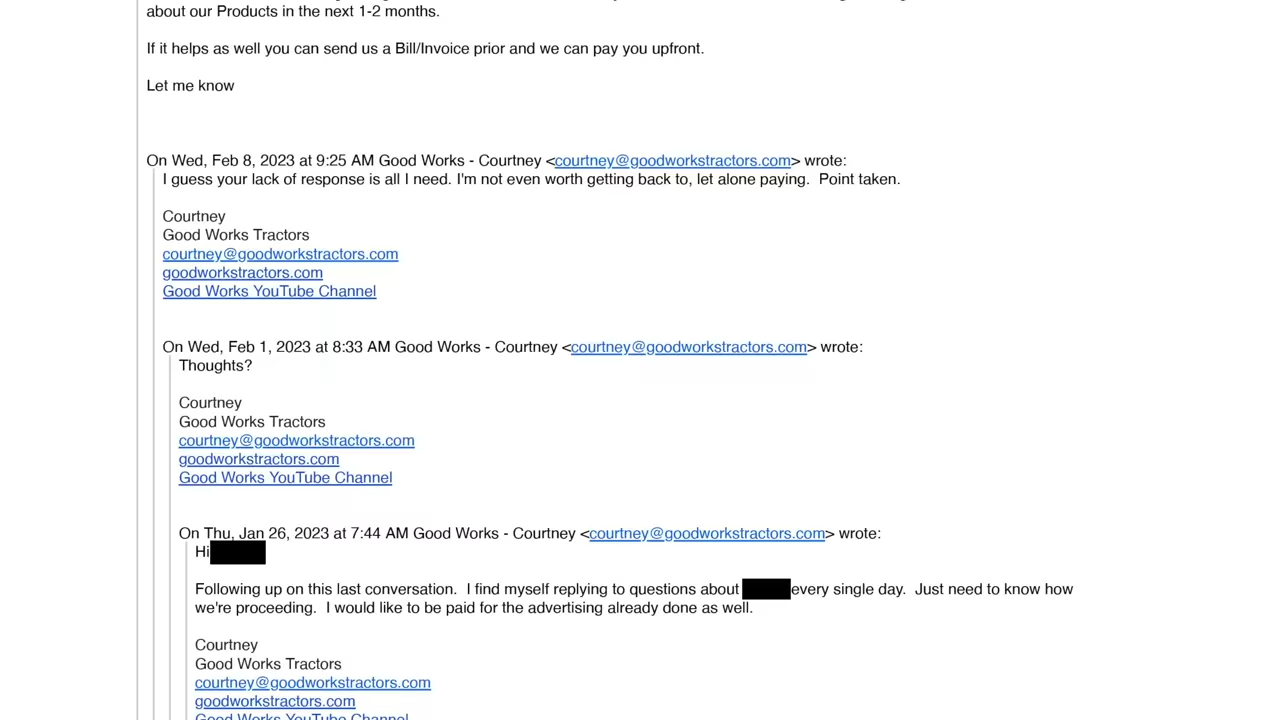 about our Products in the next 1-2 months.
If it helps as well you can send us a Bill/Invoice prior and we can pay you upfront.
Let me know
On Wed, Feb 8, 2023 at 9:25 AM Good Works - Courtney <courtney@goodworkstractors.com> wrote:
I guess your lack of response is all I need. I'm not even worth getting back to, let alone paying.  Point taken.
Courtney
Good Works Tractors
courtney@goodworkstractors.com
goodworkstractors.com
Good Works YouTube Channel
On Wed, Feb 1, 2023 at 8:33 AM Good Works - Courtney <courtney@goodworkstractors.com> wrote:
Thoughts?
Courtney
Good Works Tractors
courtney@goodworkstractors.com
goodworkstractors.com
Good Works YouTube Channel
On Thu, Jan 26, 2023 at 7:44 AM Good Works - Courtney <courtney@goodworkstractors.com> wrote:
Hi
Following up on this last conversation.  I find myself replying to questions about every single day.  Just need to know how
we're proceeding.  I would like to be paid for the advertising already done as well.
Courtney
Good Works Tractors
courtney@goodworkstractors.com
goodworkstractors.com
Good Works YouTube Channel